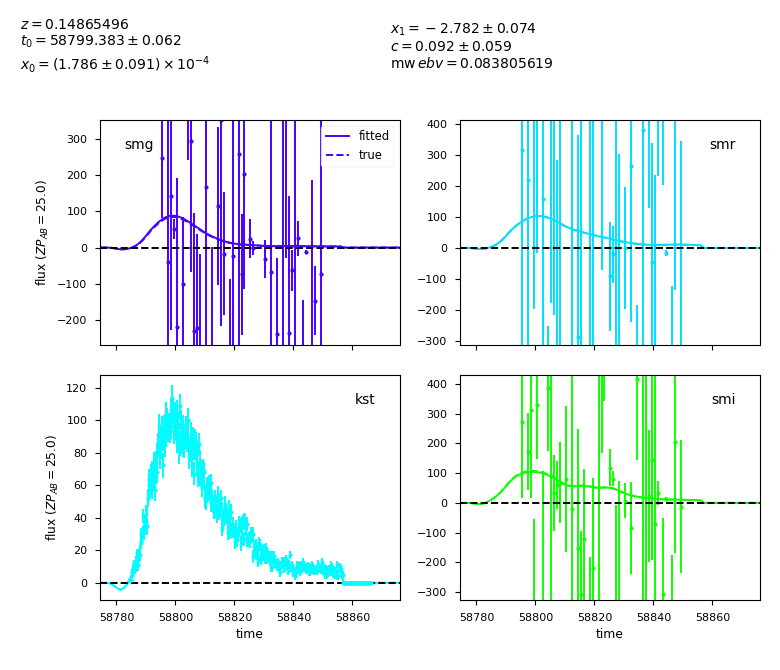 z = 0.14865496
t₀ = 58799.383 ± 0.062
x₀ = (1.786 ± 0.091) × 10⁻⁴
x₁ = −2.782 ± 0.074
c = 0.092 ± 0.059
mw ebv = 0.083805619
300
200
100
0
−100
−200
flux (ZP_AB = 25.0)
smg
fitted
true
400
300
200
100
0
−100
−200
−300
smr
120
100
80
60
40
20
0
flux (ZP_AB = 25.0)
kst
58780 58800 58820 58840 58860
time
400
300
200
100
0
−100
−200
−300
smi
58780 58800 58820 58840 58860
time